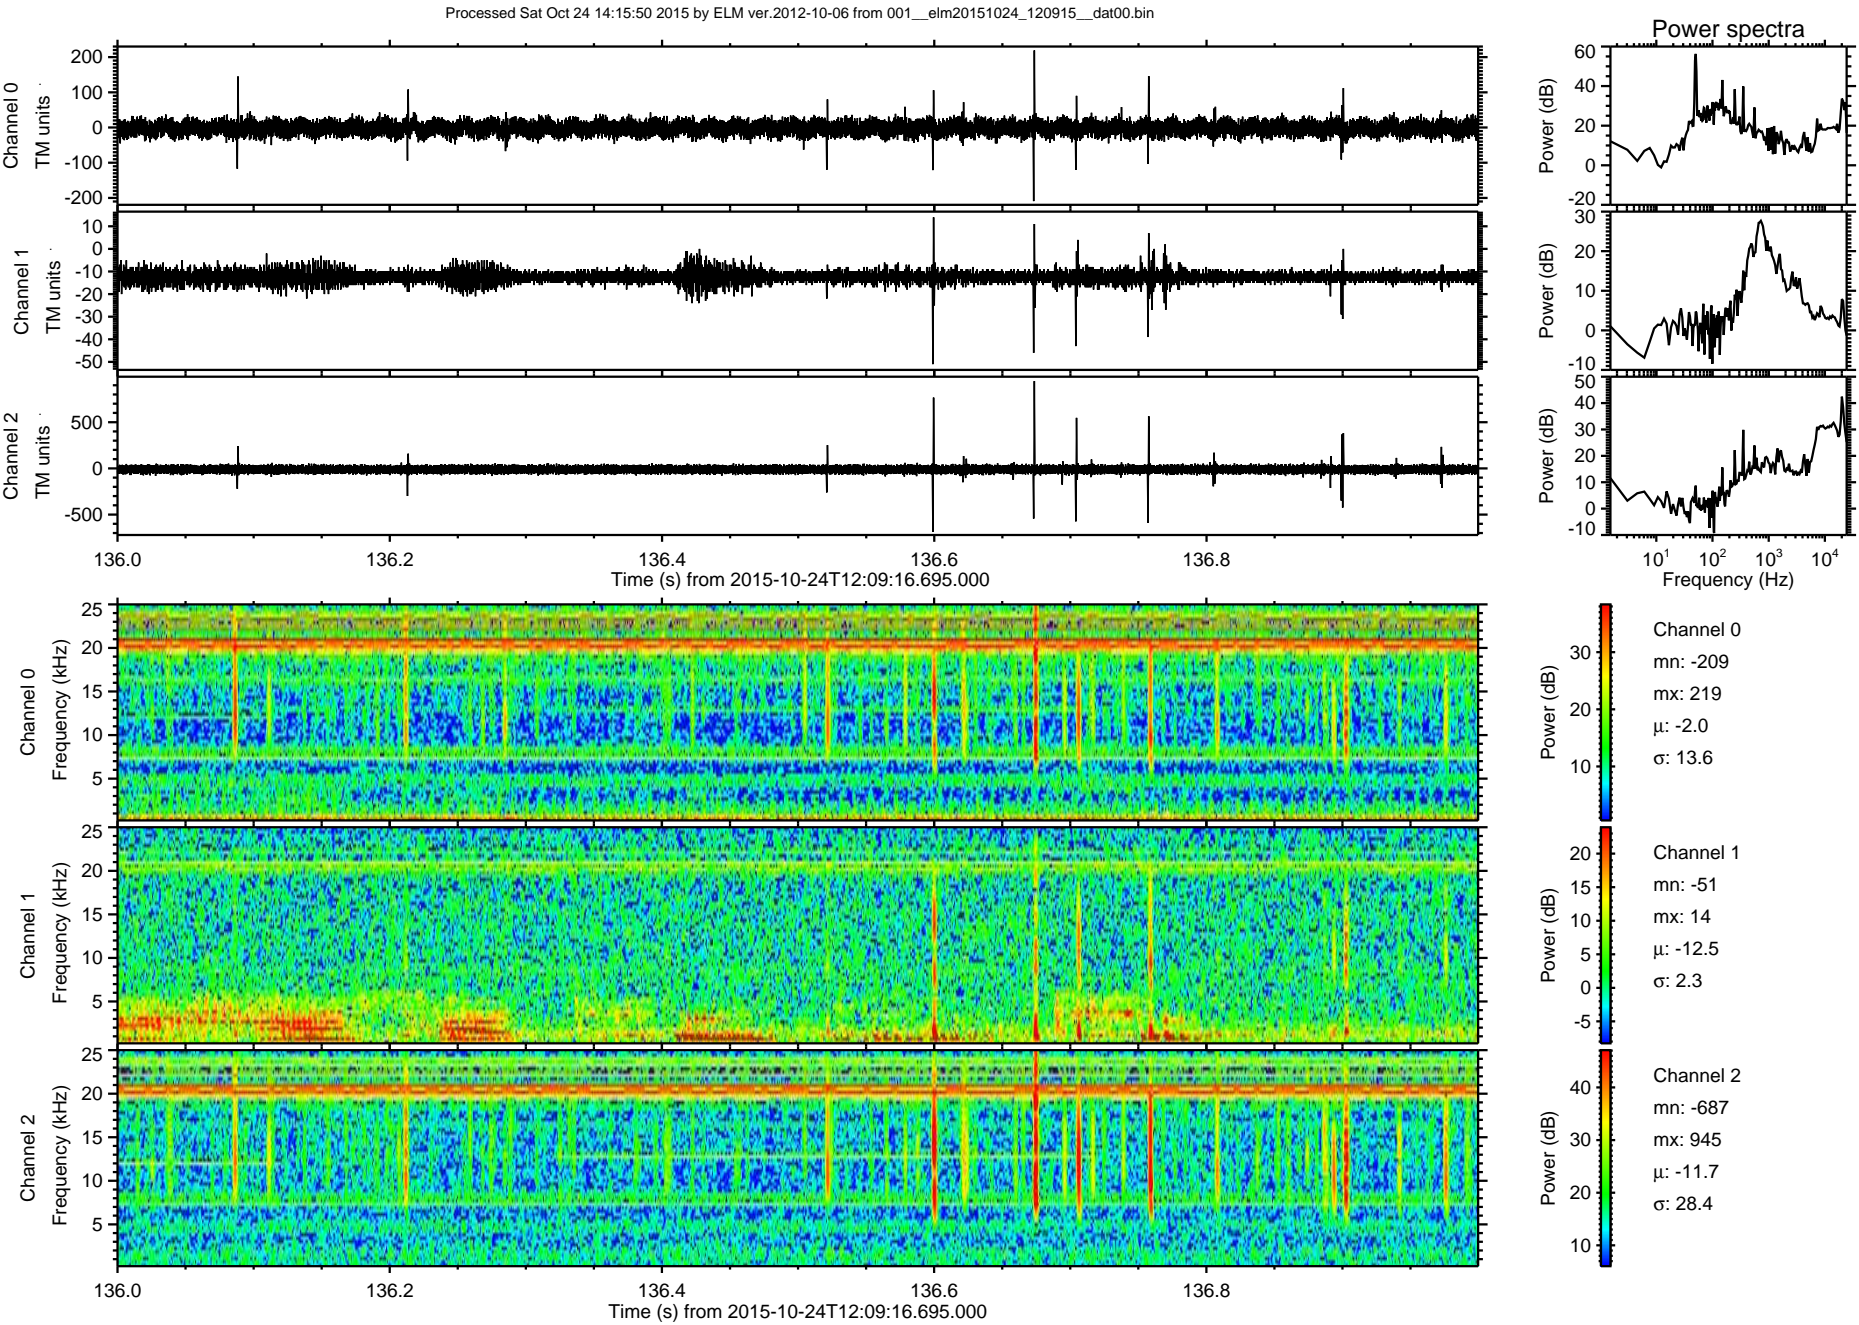 Processed Sat Oct 24 14:15:50 2015 by ELM ver.2012-10-06 from 001__elm20151024_120915__dat00.bin
Power spectra
Channel 0
TM units
200
100
0
-100
-200
Power (dB)
60
40
20
0
-20
Channel 1
TM units
10
0
-10
-20
-30
-40
-50
Power (dB)
30
20
10
0
-10
Channel 2
TM units
500
0
-500
Power (dB)
50
40
30
20
10
0
-10
136.0 136.2 136.4 136.6 136.8
Time (s) from 2015-10-24T12:09:16.695.000
10¹ 10² 10³ 10⁴
Frequency (Hz)
Channel 0
Frequency (kHz)
25
20
15
10
5
Power (dB)
30
20
10
Channel 0
mn: -209
mx: 219
µ: -2.0
σ: 13.6
Channel 1
Frequency (kHz)
25
20
15
10
5
Power (dB)
20
15
10
5
0
-5
Channel 1
mn: -51
mx: 14
µ: -12.5
σ: 2.3
Channel 2
Frequency (kHz)
25
20
15
10
5
Power (dB)
40
30
20
10
Channel 2
mn: -687
mx: 945
µ: -11.7
σ: 28.4
136.0 136.2 136.4 136.6 136.8
Time (s) from 2015-10-24T12:09:16.695.000